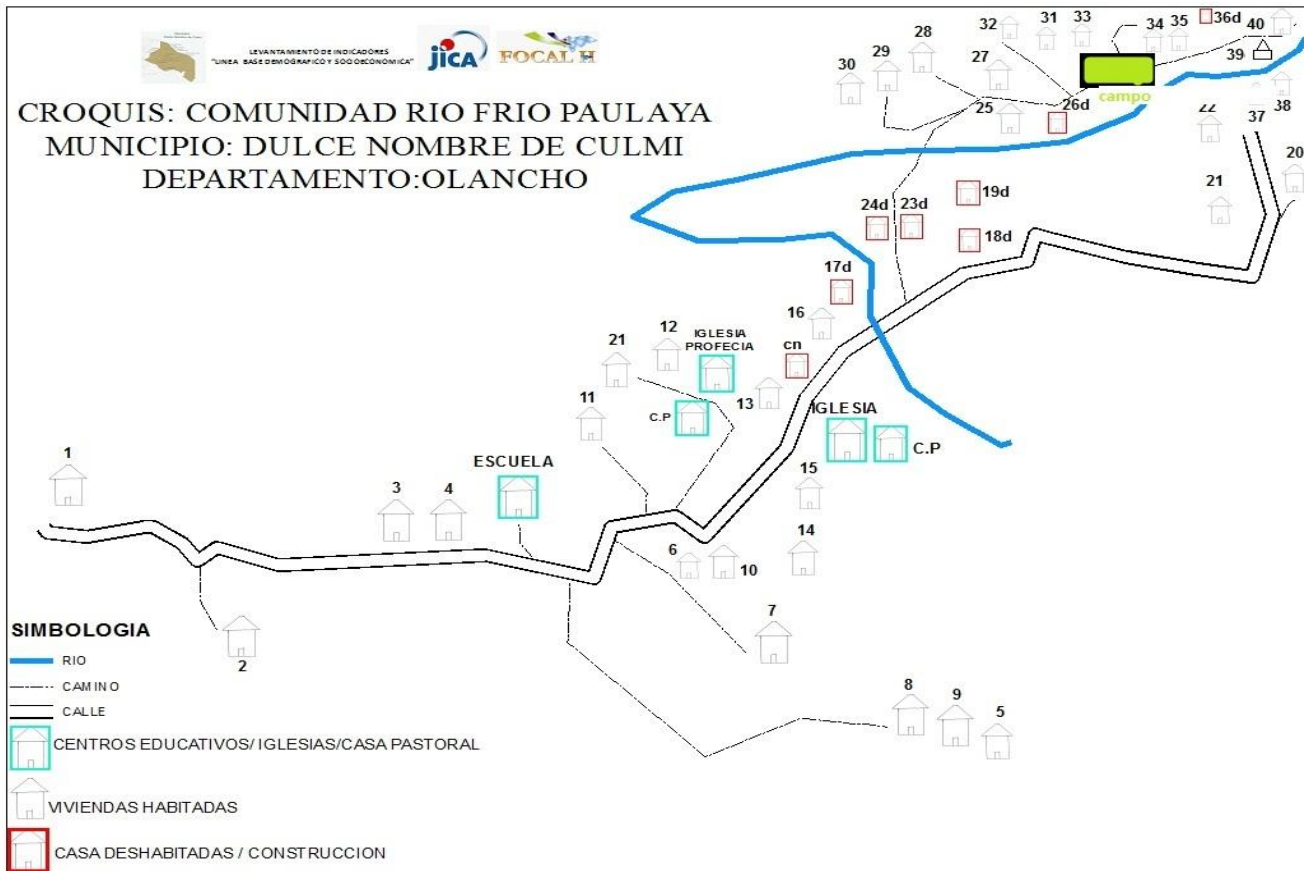 LEVANTAMIENTO DE INDICADORES
"LINEA BASE DEMOGRAFICO Y SOCIOECONOMICA"
jica
FOCAL II
CROQUIS: COMUNIDAD RIO FRIO PAULAYA
MUNICIPIO: DULCE NOMBRE DE CULMI
DEPARTAMENTO:OLANCHO
32
31
33
34
35
36d
40
39
28
29
27
30
campo
25
26d
22
37
38
20
21
19d
24d
23d
18d
17d
16
12
IGLESIA
PROFECIA
21
cn
11
C.P
13
IGLESIA
C.P
1
ESCUELA
3
4
15
14
6
10
7
2
8
9
5
SIMBOLOGIA
RIO
CAMINO
CALLE
CENTROS EDUCATIVOS/ IGLESIAS/CASA PASTORAL
VIVIENDAS HABITADAS
CASA DESHABITADAS / CONSTRUCCION